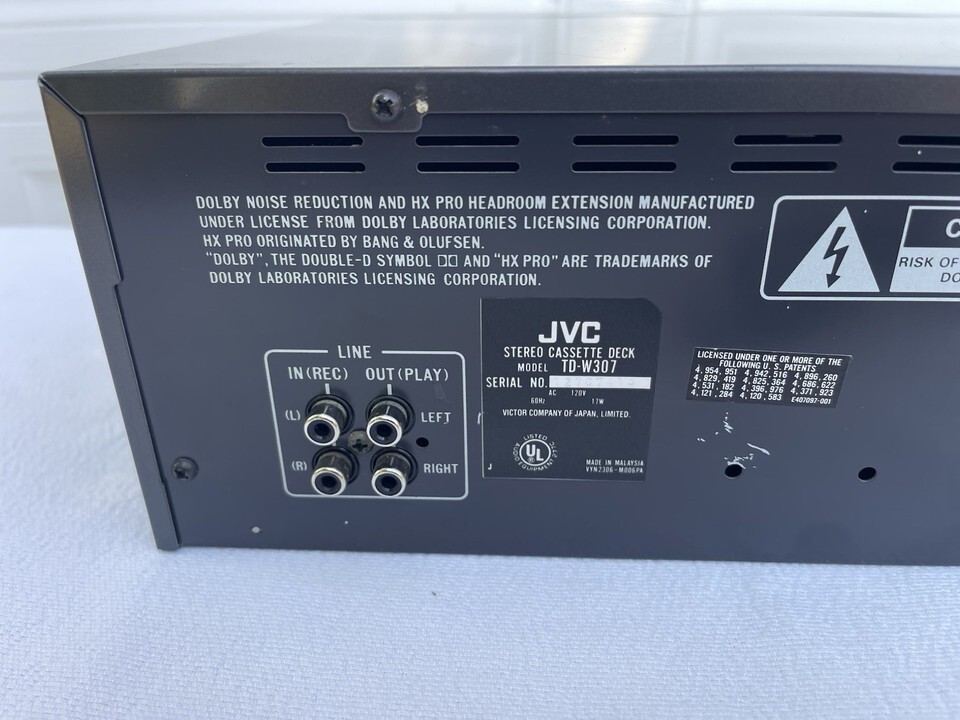 DOLBY NOISE REDUCTION AND HX PRO HEADROOM EXTENSION MANUFACTURED
UNDER LICENSE FROM DOLBY LABORATORIES LICENSING CORPORATION.
HX PRO ORIGINATED BY BANG & OLUFSEN.
"DOLBY", THE DOUBLE-D SYMBOL AND "HX PRO" ARE TRADEMARKS OF
DOLBY LABORATORIES LICENSING CORPORATION.
RISK OF
DO
LINE
IN(REC) OUT(PLAY)
(L) LEFT
(R) RIGHT
JVC
STEREO CASSETTE DECK
MODEL TD-W307
SERIAL NO.
AC 120V
60Hz 17W
VICTOR COMPANY OF JAPAN, LIMITED.
LISTED
UL
AUDIO EQUIPMENT
J
MADE IN MALAYSIA
VYN2306-M006PA
LICENSED UNDER ONE OR MORE OF THE
FOLLOWING U.S. PATENTS
4,954,951 4,942,516 4,896,260
4,829,419 4,825,364 4,686,622
4,531,182 4,396,976 4,371,923
4,121,284 4,120,583 E407097-001